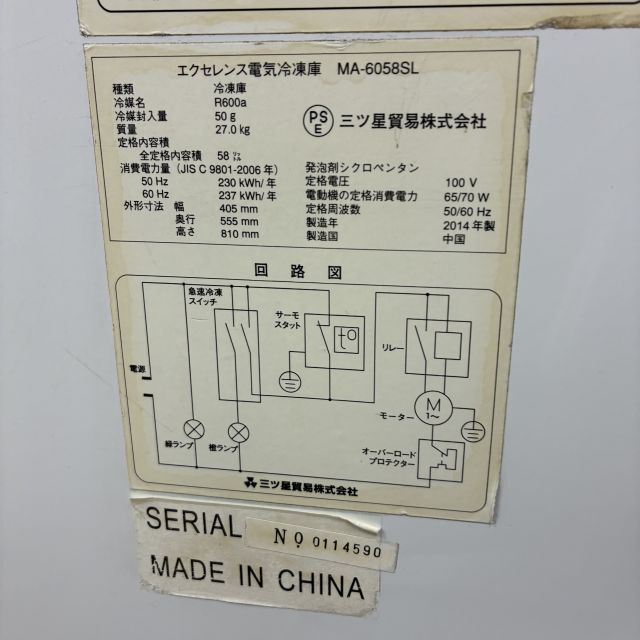 エクセレンス電気冷凍庫 MA-6058SL
種類 冷凍庫
冷媒名 R600a
冷媒封入量 50g
質量 27.0kg
定格内容積
全定格内容積 58 ㍑
消費電力量 (JIS C 9801-2006 年)
50 Hz 230 kWh/年
60 Hz 237 kWh/年
外形寸法 幅 405 mm
奥行 555 mm
高さ 810 mm
PS
E
三ツ星貿易株式会社
発泡剤シクロペンタン
定格電圧 100 V
電動機の定格消費電力 65/70 W
定格周波数 50/60 Hz
製造年 2014 年製
製造国 中国
回路図
急速冷凍
スイッチ
サーモ
スタット
t0
リレー
電源
モーター
M
1~
緑ランプ
橙ランプ
オーバーロード
プロテクター
三ツ星貿易株式会社
SERIAL NO. 0114590
MADE IN CHINA